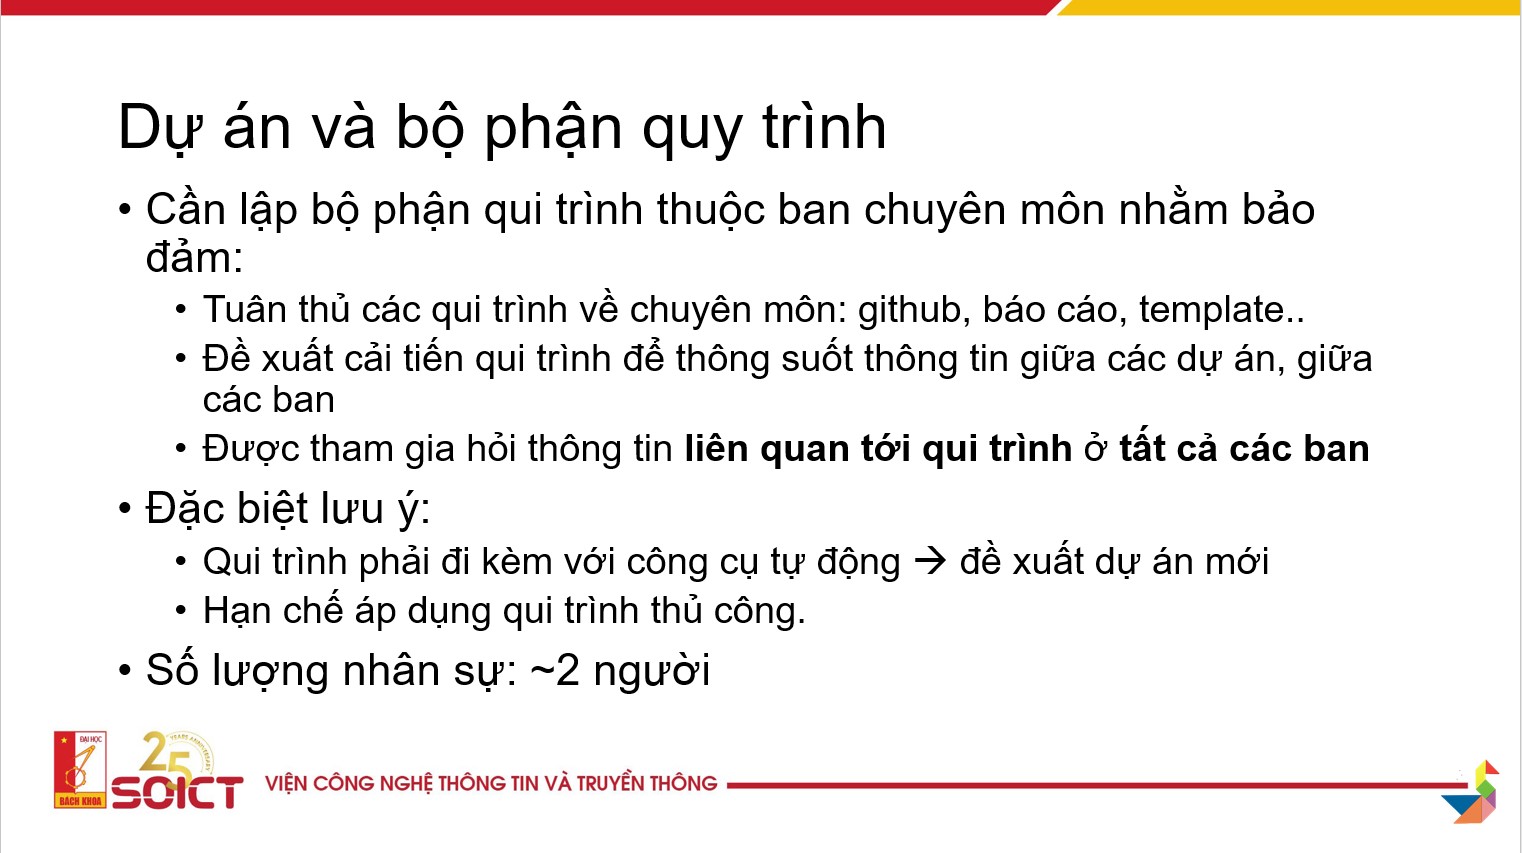 Dự án và bộ phận quy trình
• Cần lập bộ phận qui trình thuộc ban chuyên môn nhằm bảo
đảm:
• Tuân thủ các qui trình về chuyên môn: github, báo cáo, template..
• Đề xuất cải tiến qui trình để thông suốt thông tin giữa các dự án, giữa
các ban
• Được tham gia hỏi thông tin liên quan tới qui trình ở tất cả các ban
• Đặc biệt lưu ý:
• Qui trình phải đi kèm với công cụ tự động → đề xuất dự án mới
• Hạn chế áp dụng qui trình thủ công.
• Số lượng nhân sự: ~2 người
ĐẠI HỌC
BÁCH KHOA
25
YEARS ANNIVERSARY
SOICT
VIỆN CÔNG NGHỆ THÔNG TIN VÀ TRUYỀN THÔNG